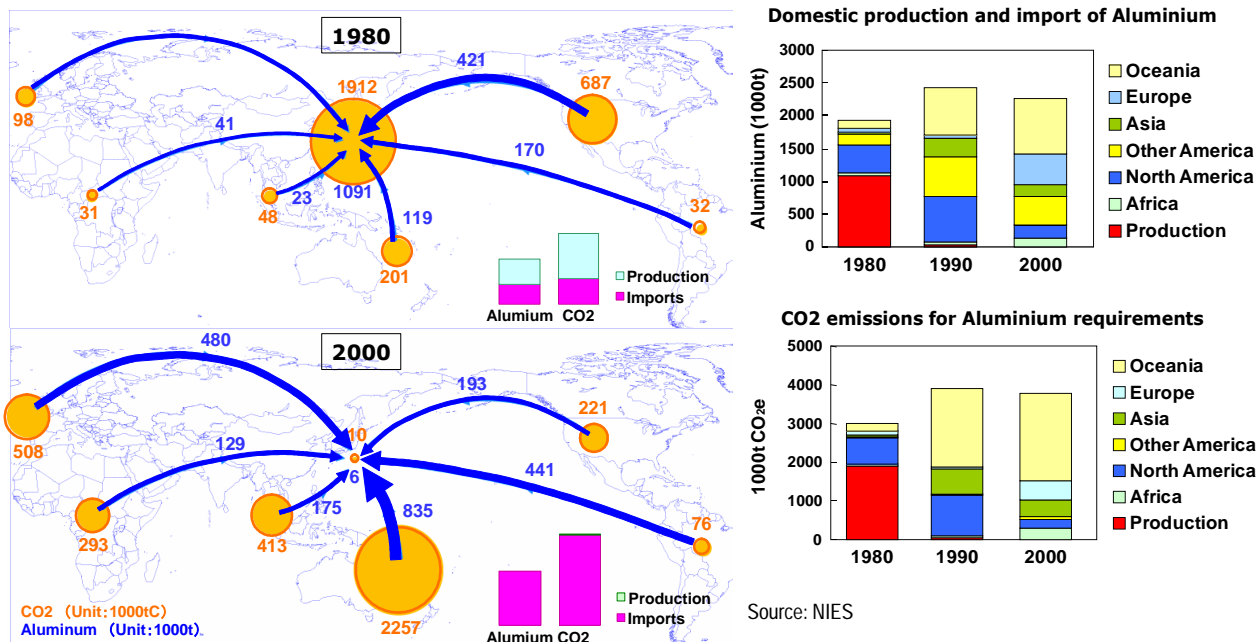 1980
1912
421
687
98
41
170
1091
31
23
48
119
32
201
Production
Imports
Alumium CO2
2000
480
193
221
10
508
129
6
441
175
835
76
293
413
2257
Production
Imports
Alumium CO2
CO2 (Unit:1000tC)
Aluminum (Unit:1000t)
Domestic production and import of Aluminium
Aluminium (1000t)
3000
2500
2000
1500
1000
500
0
1980 1990 2000
Oceania
Europe
Asia
Other America
North America
Africa
Production
CO2 emissions for Aluminium requirements
1000t CO₂e
5000
4000
3000
2000
1000
0
1980 1990 2000
Oceania
Europe
Asia
Other America
North America
Africa
Production
Source: NIES